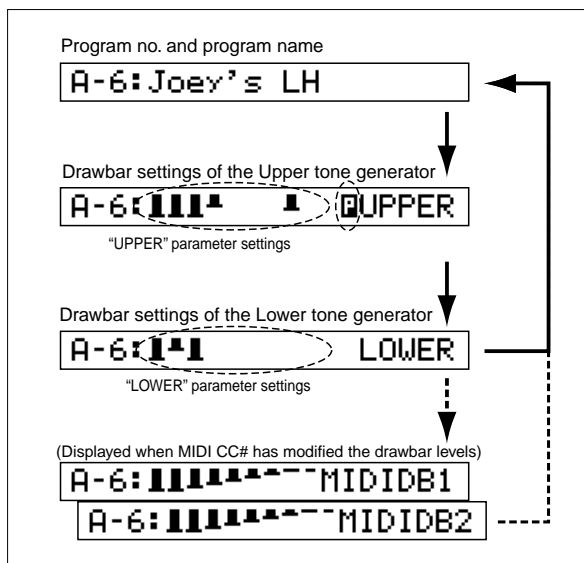 Program no. and program name
A-6:Joey's LH
Drawbar settings of the Upper tone generator
A-6: P UPPER
“UPPER” parameter settings
Drawbar settings of the Lower tone generator
A-6: LOWER
“LOWER” parameter settings
(Displayed when MIDI CC# has modified the drawbar levels)
A-6: MIDIDB1
A-6: MIDIDB2